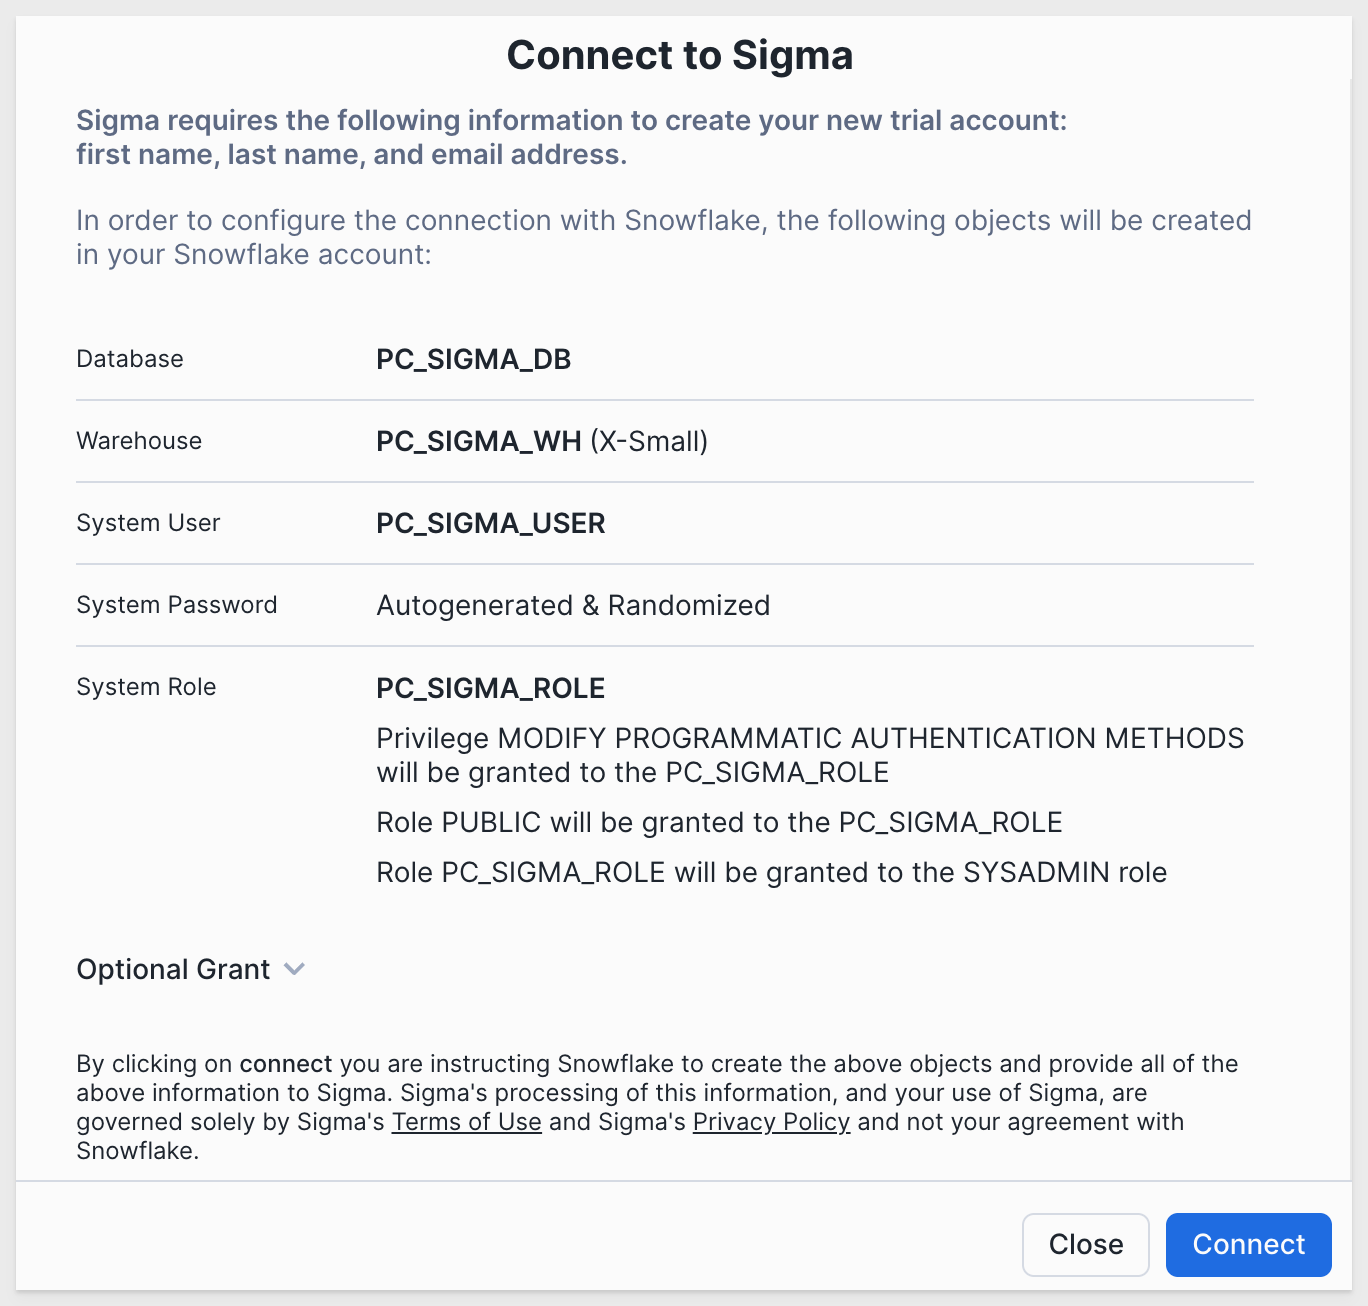 Connect to Sigma
Sigma requires the following information to create your new trial account:
first name, last name, and email address.
In order to configure the connection with Snowflake, the following objects will be created
in your Snowflake account:
Database PC_SIGMA_DB
Warehouse PC_SIGMA_WH (X-Small)
System User PC_SIGMA_USER
System Password Autogenerated & Randomized
System Role PC_SIGMA_ROLE
Privilege MODIFY PROGRAMMATIC AUTHENTICATION METHODS
will be granted to the PC_SIGMA_ROLE
Role PUBLIC will be granted to the PC_SIGMA_ROLE
Role PC_SIGMA_ROLE will be granted to the SYSADMIN role
Optional Grant
By clicking on connect you are instructing Snowflake to create the above objects and provide all of the
above information to Sigma. Sigma's processing of this information, and your use of Sigma, are
governed solely by Sigma's Terms of Use and Sigma's Privacy Policy and not your agreement with
Snowflake.
Close Connect